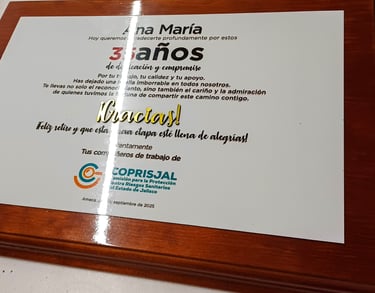 Ana María
Hoy queremos agradecerte profundamente por estos
35 años
de dedicación y compromiso
Por tu trabajo, tu calidez y tu apoyo.
Has dejado una huella imborrable en todos nosotros.
Te llevas no solo el reconocimiento, sino también el cariño y la admiración
de quienes tuvimos la fortuna de compartir este camino contigo.
¡Gracias!
¡Feliz retiro y que esta nueva etapa esté llena de alegrías!
Atentamente
Tus compañeros de trabajo de
COPRISJAL
Comisión para la Protección
Contra Riesgos Sanitarios
del Estado de Jalisco
Ameca, septiembre de 2025